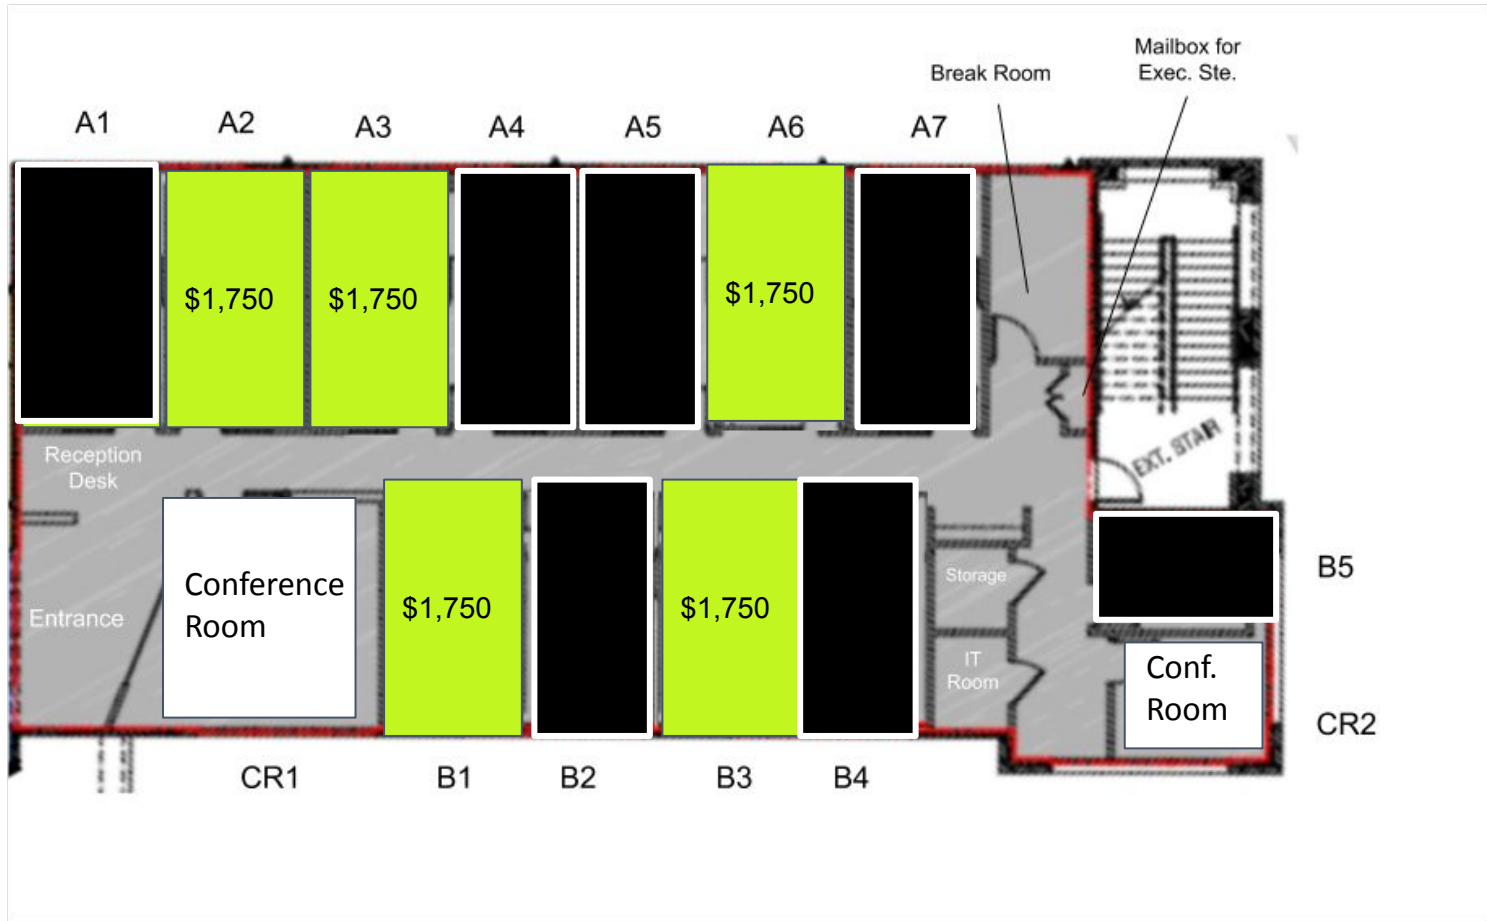 Mailbox for
Exec. Ste.
Break Room
A1
A2
A3
A4
A5
A6
A7
$1,750
$1,750
$1,750
EXT. STAIR
Reception
Desk
Entrance
Conference
Room
$1,750
$1,750
Storage
IT
Room
B5
Conf.
Room
CR2
CR1
B1
B2
B3
B4